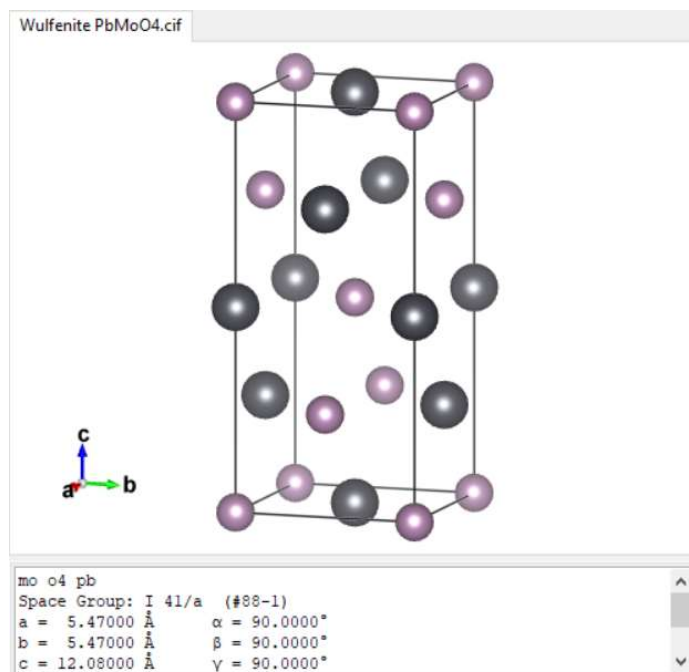 Wulfenite PbMoO4.cif
c
a b
mo o4 pb
Space Group: I 41/a (#88-1)
a = 5.47000 Å α = 90.0000°
b = 5.47000 Å β = 90.0000°
c = 12.08000 Å γ = 90.0000°